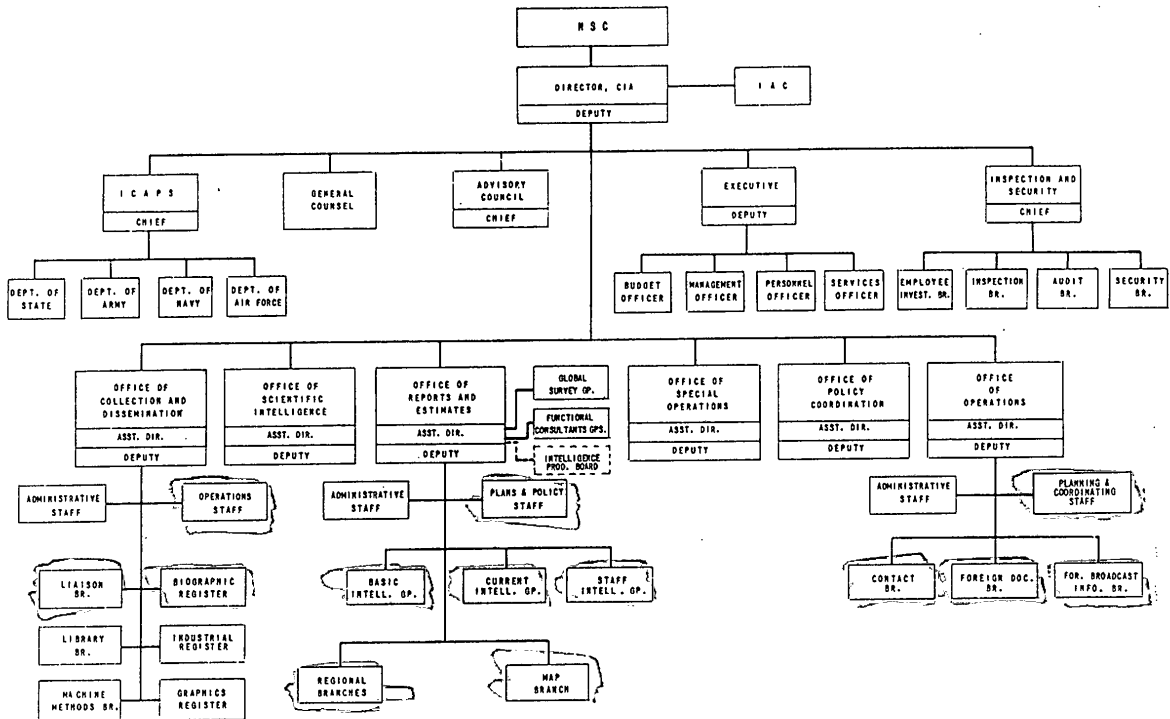 NSC
DIRECTOR, CIA
DEPUTY
IAC
ICAPS
CHIEF
GENERAL
COUNSEL
ADVISORY
COUNCIL
CHIEF
EXECUTIVE
DEPUTY
INSPECTION AND
SECURITY
CHIEF
DEPT. OF
STATE
DEPT. OF
ARMY
DEPT. OF
NAVY
DEPT. OF
AIR FORCE
BUDGET
OFFICER
MANAGEMENT
OFFICER
PERSONNEL
OFFICER
SERVICES
OFFICER
EMPLOYEE
INVEST. BR.
INSPECTION
BR.
AUDIT
BR.
SECURITY
BR.
OFFICE OF
COLLECTION AND
DISSEMINATION
ASST. DIR.
DEPUTY
OFFICE OF
SCIENTIFIC
INTELLIGENCE
ASST. DIR.
DEPUTY
OFFICE OF
REPORTS AND
ESTIMATES
ASST. DIR.
DEPUTY
GLOBAL
SURVEY GP.
FUNCTIONAL
CONSULTANTS GPS.
INTELLIGENCE
PROD. BOARD
OFFICE OF
SPECIAL
OPERATIONS
ASST. DIR.
DEPUTY
OFFICE OF
POLICY
COORDINATION
ASST. DIR.
DEPUTY
OFFICE
OF
OPERATIONS
ASST. DIR.
DEPUTY
ADMINISTRATIVE
STAFF
OPERATIONS
STAFF
ADMINISTRATIVE
STAFF
PLANS & POLICY
STAFF
ADMINISTRATIVE
STAFF
PLANNING &
COORDINATING
STAFF
LIAISON
BR.
BIOGRAPHIC
REGISTER
BASIC
INTELL. GP.
CURRENT
INTELL. GP.
STAFF
INTELL. GP.
CONTACT
BR.
FOREIGN DOC.
BR.
FOR. BROADCAST
INFO. BR.
LIBRARY
BR.
INDUSTRIAL
REGISTER
REGIONAL
BRANCHES
MAP
BRANCH
MACHINE
METHODS BR.
GRAPHICS
REGISTER